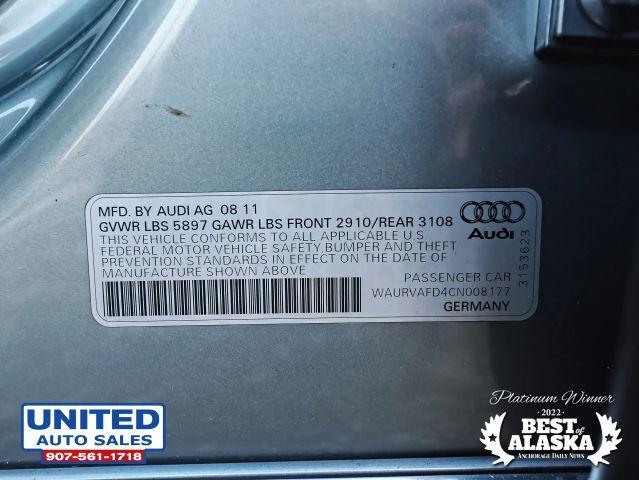 MFD. BY AUDI AG 08 11
GVWR LBS 5897 GAWR LBS FRONT 2910/REAR 3108
THIS VEHICLE CONFORMS TO ALL APPLICABLE U S
FEDERAL MOTOR VEHICLE SAFETY, BUMPER AND THEFT
PREVENTION STANDARDS IN EFFECT ON THE DATE OF
MANUFACTURE SHOWN ABOVE
Audi
3153623
PASSENGER CAR
WAURVAFD4CN008177
GERMANY
UNITED
AUTO SALES
907-561-1718
Platinum Winner
2022
BEST of
ALASKA
ANCHORAGE DAILY NEWS